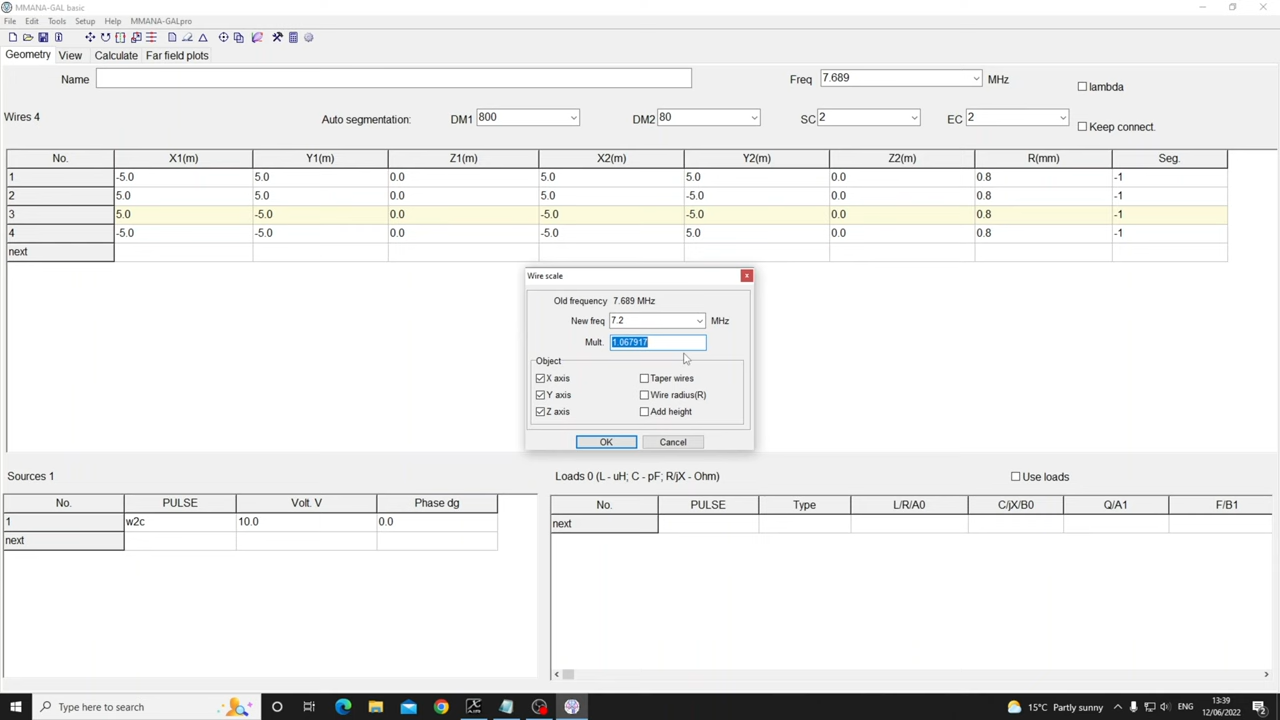 MMANA-GAL basic
File Edit Tools Setup Help MMANA-GALpro
Geometry View Calculate Far field plots
Name Freq 7.689 MHz lambda
Wires 4 Auto segmentation: DM1 800 DM2 80 SC 2 EC 2 Keep connect.
No. X1(m) Y1(m) Z1(m) X2(m) Y2(m) Z2(m) R(mm) Seg.
1 -5.0 5.0 0.0 5.0 5.0 0.0 0.8 -1
2 5.0 5.0 0.0 5.0 -5.0 0.0 0.8 -1
3 5.0 -5.0 0.0 -5.0 -5.0 0.0 0.8 -1
4 -5.0 -5.0 0.0 -5.0 5.0 0.0 0.8 -1
next
Wire scale x
Old frequency 7.689 MHz
New freq 7.2 MHz
Mult. 1.067917
Object
X axis Taper wires
Y axis Wire radius(R)
Z axis Add height
OK Cancel
Sources 1 Loads 0 (L - uH; C - pF; R/jX - Ohm) Use loads
No. PULSE Volt. V Phase dg
1 w2c 10.0 0.0
next
No. PULSE Type L/R/A0 C/jX/B0 Q/A1 F/B1
next
Type here to search 15°C Partly sunny ENG 13:39
12/06/2022 2